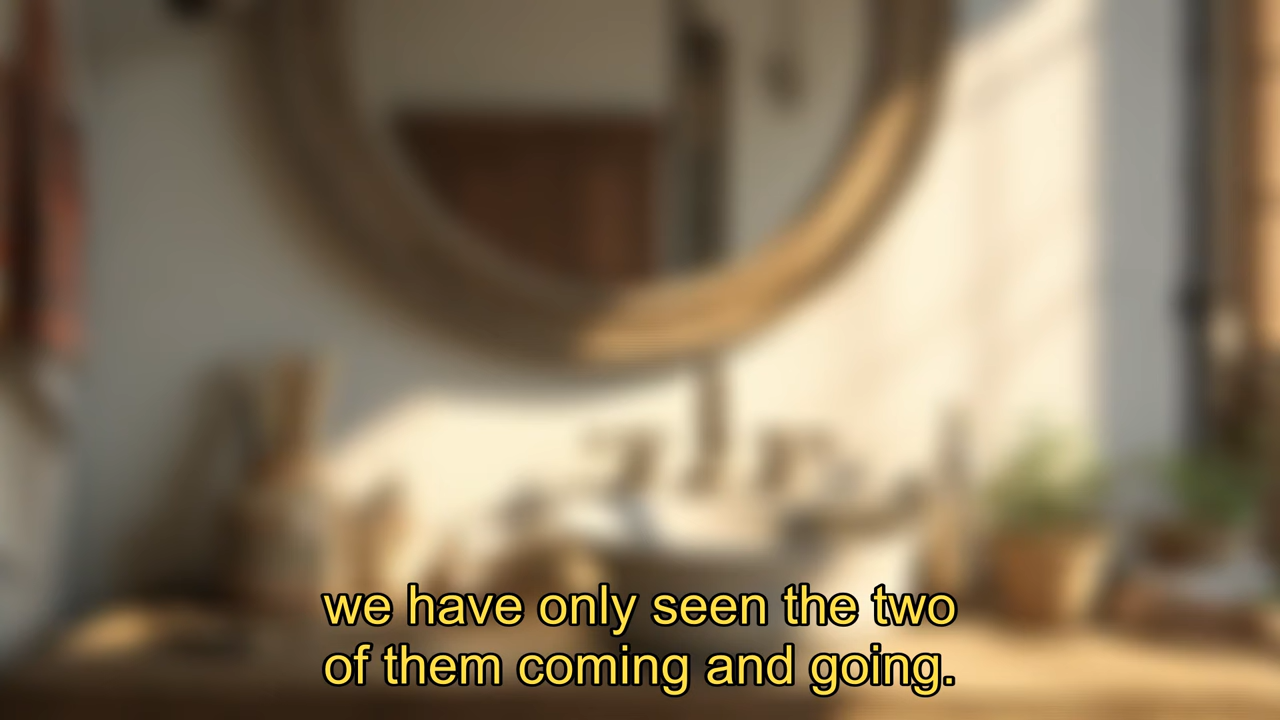 we have only seen the two
of them coming and going.